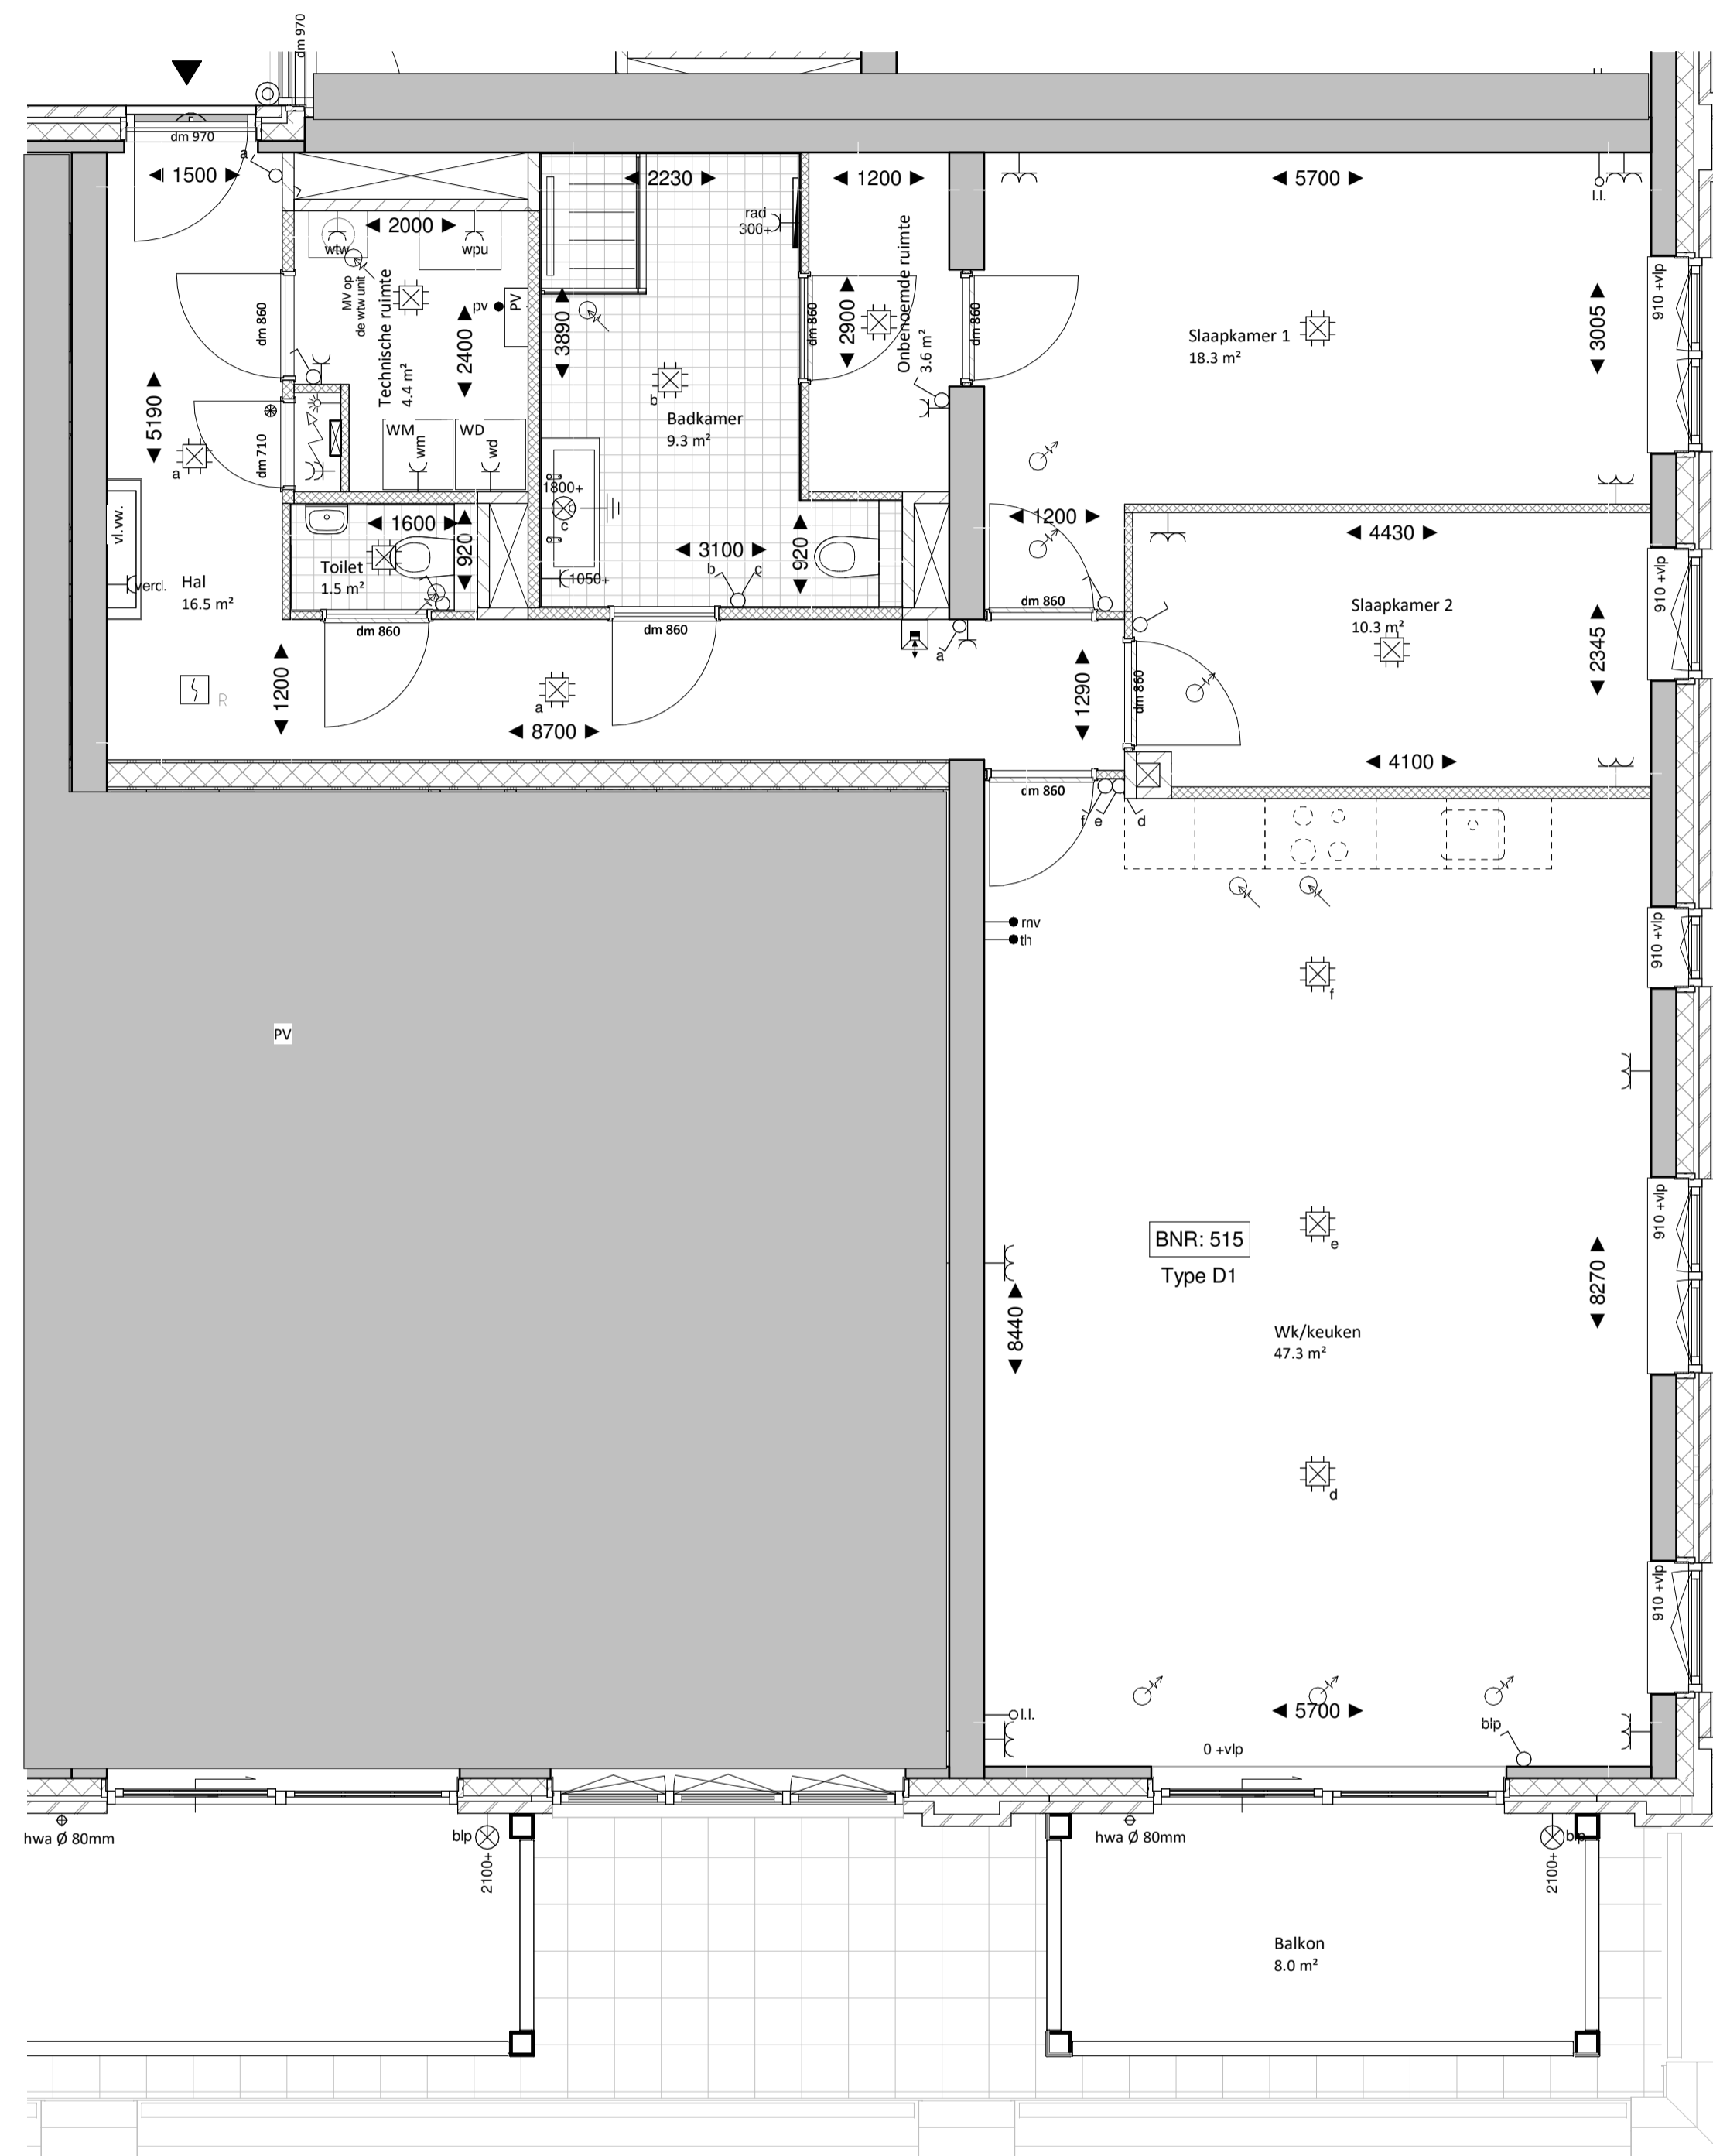 dm 970
dm 970
a
1500
2000
2230
1200
5700
l.l.
wtw
wpu
rad
300+
MV op
de wtw unit
Technische ruimte
4.4 m²
pv
PV
dm 860
2400
3890
dm 860
2900
Onbenoemde ruimte
3.6 m²
dm 860
Slaapkamer 1
18.3 m²
3005
910 +vlp
5190
a
dm 710
WM
wm
WD
wd
b
Badkamer
9.3 m²
1800+
c
vl.vw.
verd.
Hal
16.5 m²
1600
920
Toilet
1.5 m²
3100
920
b
c
1050+
1200
4430
dm 860
Slaapkamer 2
10.3 m²
2345
910 +vlp
dm 860
dm 860
a
R
1200
a
8700
1290
dm 860
4100
dm 860
f
e
d
mv
th
f
910 +vlp
PV
BNR: 515
Type D1
e
910 +vlp
8440
8270
Wk/keuken
47.3 m²
d
910 +vlp
5700
l.l.
blp
0 +vlp
hwa Ø 80mm
blp
2100+
hwa Ø 80mm
blp
2100+
Balkon
8.0 m²